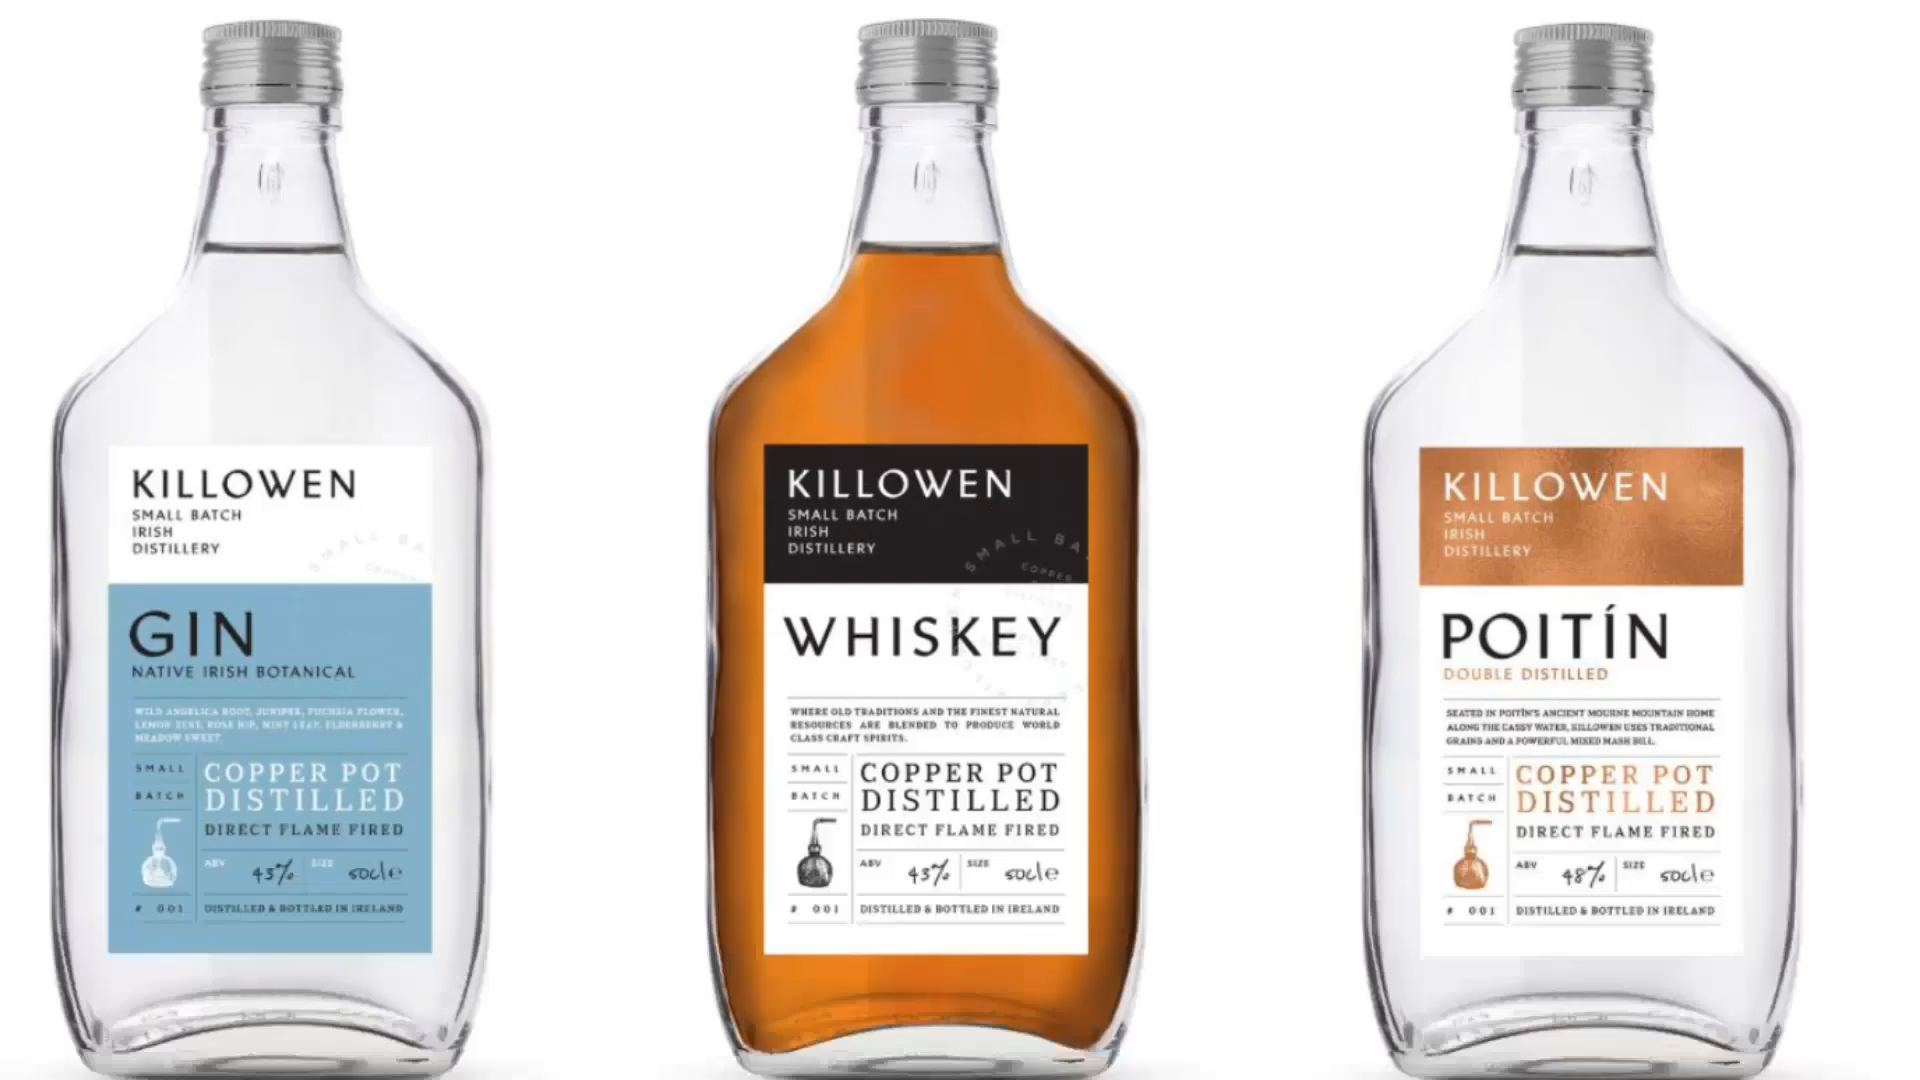 KILLOWEN
SMALL BATCH
IRISH
DISTILLERY
SMALL BA
COPPER
GIN
NATIVE IRISH BOTANICAL
WILD ANGELICA ROOT, JUNIPER, FUCHSIA FLOWER,
LEMON ZEST, ROSE HIP, MINT LEAF, ELDERBERRY &
MEADOW SWEET.
SMALL
BATCH
COPPER POT
DISTILLED
DIRECT FLAME FIRED
ABV 43% SIZE 50cl e
# 001
DISTILLED & BOTTLED IN IRELAND
KILLOWEN
SMALL BATCH
IRISH
DISTILLERY
SMALL BA
COPPER
WHISKEY
WHERE OLD TRADITIONS AND THE FINEST NATURAL
RESOURCES ARE BLENDED TO PRODUCE WORLD
CLASS CRAFT SPIRITS.
SMALL
BATCH
COPPER POT
DISTILLED
DIRECT FLAME FIRED
ABV 43% SIZE 50cl e
# 001
DISTILLED & BOTTLED IN IRELAND
KILLOWEN
SMALL BATCH
IRISH
DISTILLERY
POITÍN
DOUBLE DISTILLED
SEATED IN POITÍN'S ANCIENT MOURNE MOUNTAIN HOME
ALONG THE CASSY WATER, KILLOWEN USES TRADITIONAL
GRAINS AND A POWERFUL MIXED MASH BILL.
SMALL
BATCH
COPPER POT
DISTILLED
DIRECT FLAME FIRED
ABV 48% SIZE 50cl e
# 001
DISTILLED & BOTTLED IN IRELAND